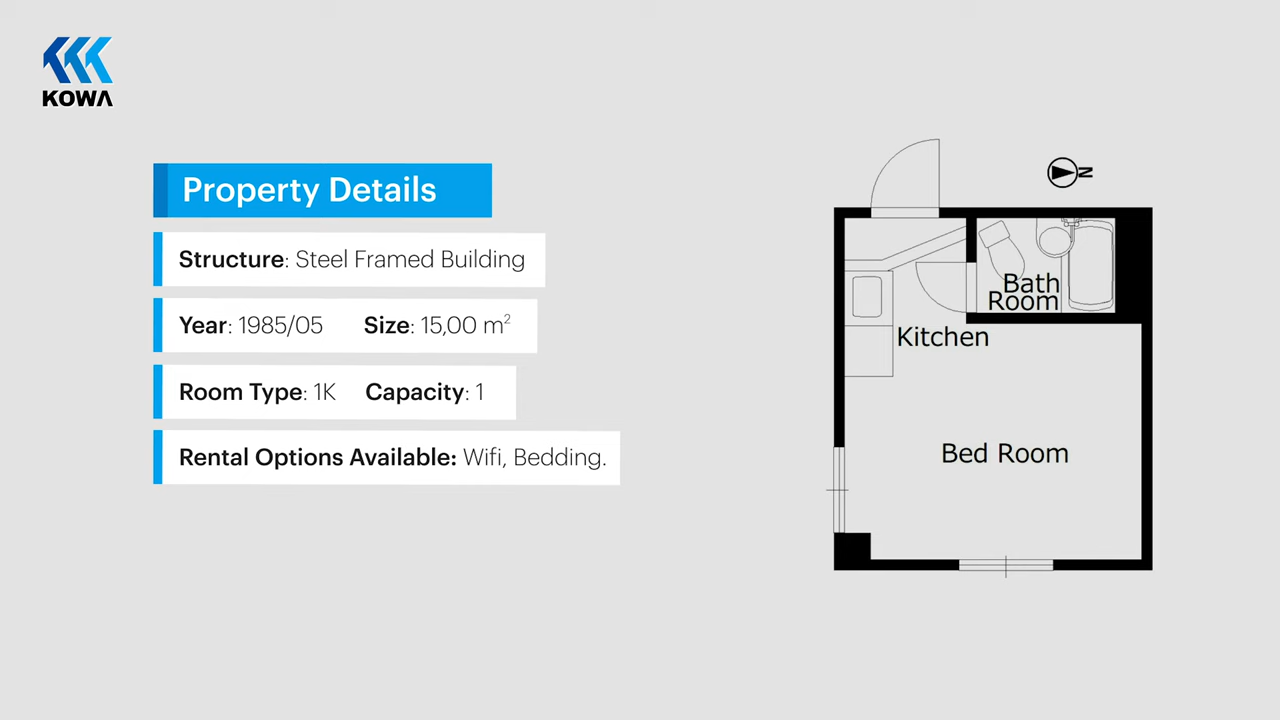 KOWA
Property Details
Structure: Steel Framed Building
Year: 1985/05 Size: 15,00 m²
Room Type: 1K Capacity: 1
Rental Options Available: Wifi, Bedding.
N
Bath
Room
Kitchen
Bed Room